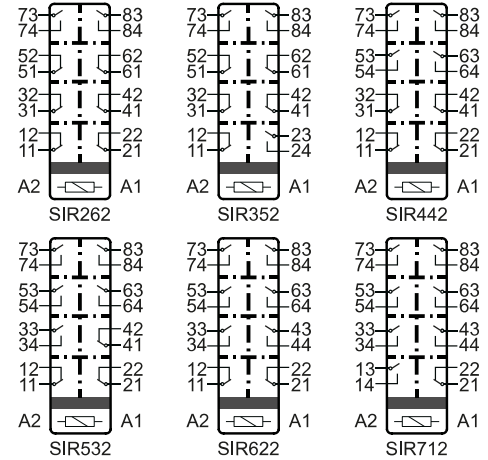 73 83 73 83 73 83
74 84 74 84 74 84
52 62 52 62 53 63
51 61 51 61 54 64
32 42 32 42 32 42
31 41 31 41 31 41
12 22 12 23 12 22
11 21 11 24 11 21
A2 A1 A2 A1 A2 A1
SIR262 SIR352 SIR442
73 83 73 83 73 83
74 84 74 84 74 84
53 63 53 63 53 63
54 64 54 64 54 64
33 42 33 43 33 43
34 41 34 44 34 44
12 22 12 22 13 22
11 21 11 21 14 21
A2 A1 A2 A1 A2 A1
SIR532 SIR622 SIR712